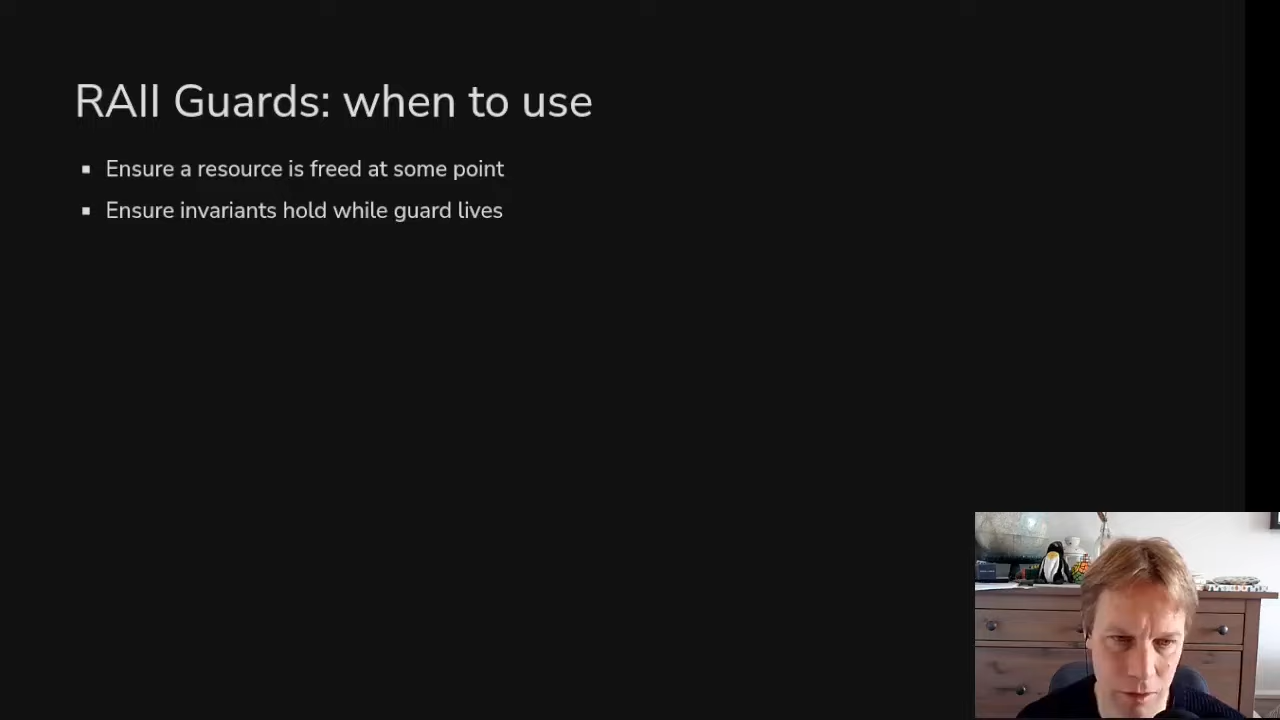 RAII Guards: when to use
Ensure a resource is freed at some point
Ensure invariants hold while guard lives